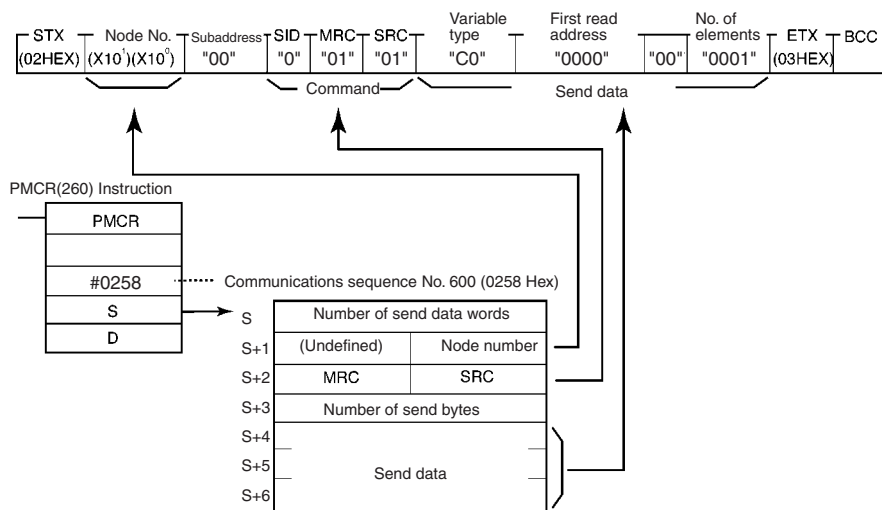 STX Node No. Subaddress SID MRC SRC Variable type First read address No. of elements ETX BCC
(02HEX) (X10¹)(X10⁰) "00" "0" "01" "01" "C0" "0000" "00" "0001" (03HEX)
Command Send data
PMCR(260) Instruction
PMCR
#0258 Communications sequence No. 600 (0258 Hex)
S S Number of send data words
D
S+1 (Undefined) Node number
S+2 MRC SRC
S+3 Number of send bytes
S+4
S+5 Send data
S+6